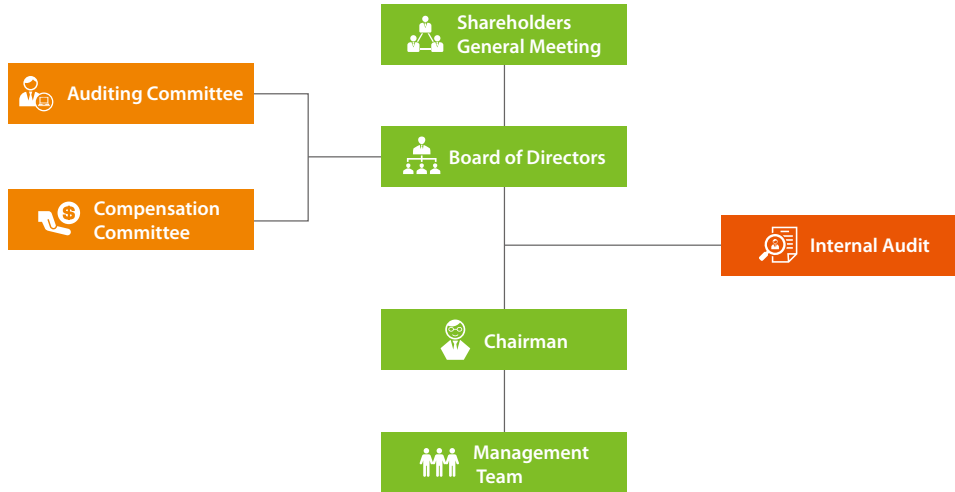 Shareholders
General Meeting
Auditing Committee
Board of Directors
Compensation
Committee
Internal Audit
Chairman
Management
Team